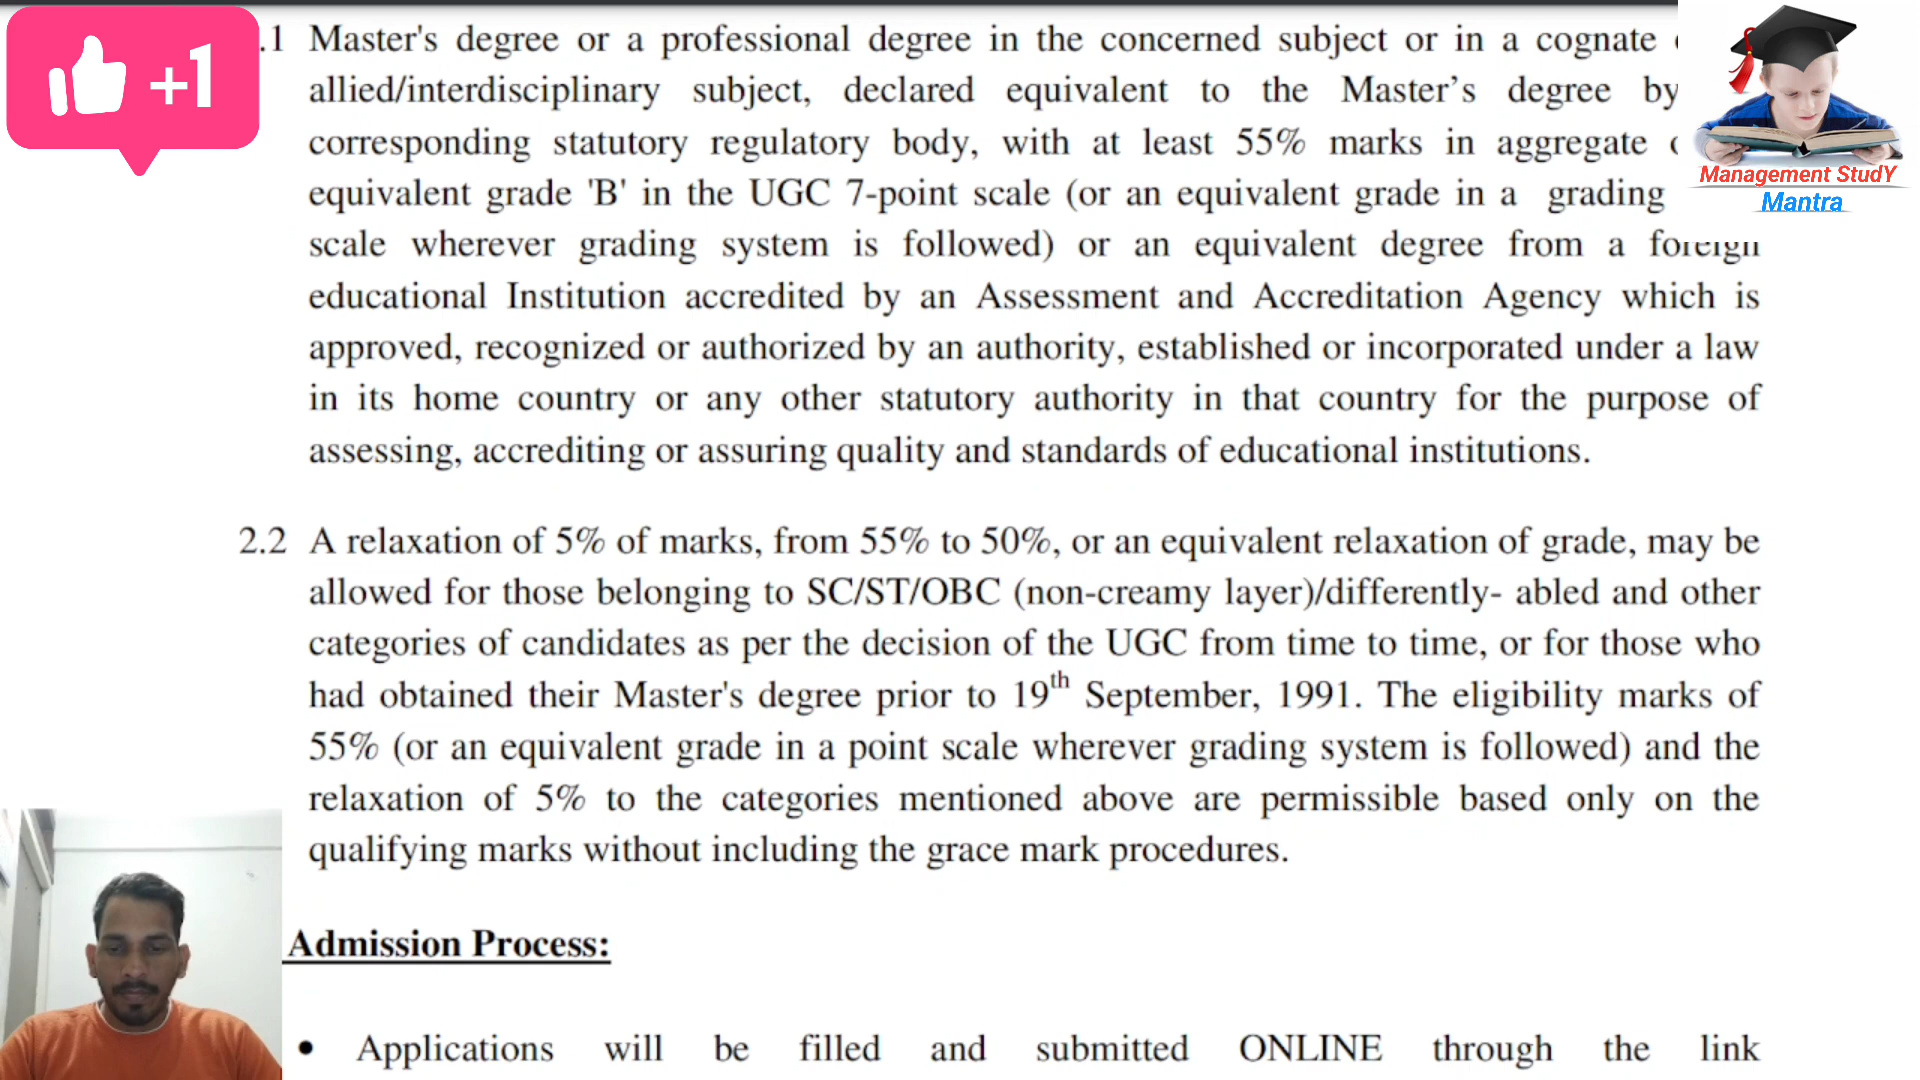 +1
.1 Master's degree or a professional degree in the concerned subject or in a cognate
allied/interdisciplinary subject, declared equivalent to the Master’s degree by
corresponding statutory regulatory body, with at least 55% marks in aggregate
equivalent grade 'B' in the UGC 7-point scale (or an equivalent grade in a grading
scale wherever grading system is followed) or an equivalent degree from a foreign
educational Institution accredited by an Assessment and Accreditation Agency which is
approved, recognized or authorized by an authority, established or incorporated under a law
in its home country or any other statutory authority in that country for the purpose of
assessing, accrediting or assuring quality and standards of educational institutions.
2.2 A relaxation of 5% of marks, from 55% to 50%, or an equivalent relaxation of grade, may be
allowed for those belonging to SC/ST/OBC (non-creamy layer)/differently- abled and other
categories of candidates as per the decision of the UGC from time to time, or for those who
had obtained their Master's degree prior to 19th September, 1991. The eligibility marks of
55% (or an equivalent grade in a point scale wherever grading system is followed) and the
relaxation of 5% to the categories mentioned above are permissible based only on the
qualifying marks without including the grace mark procedures.
Admission Process:
• Applications will be filled and submitted ONLINE through the link
Management StudY
Mantra